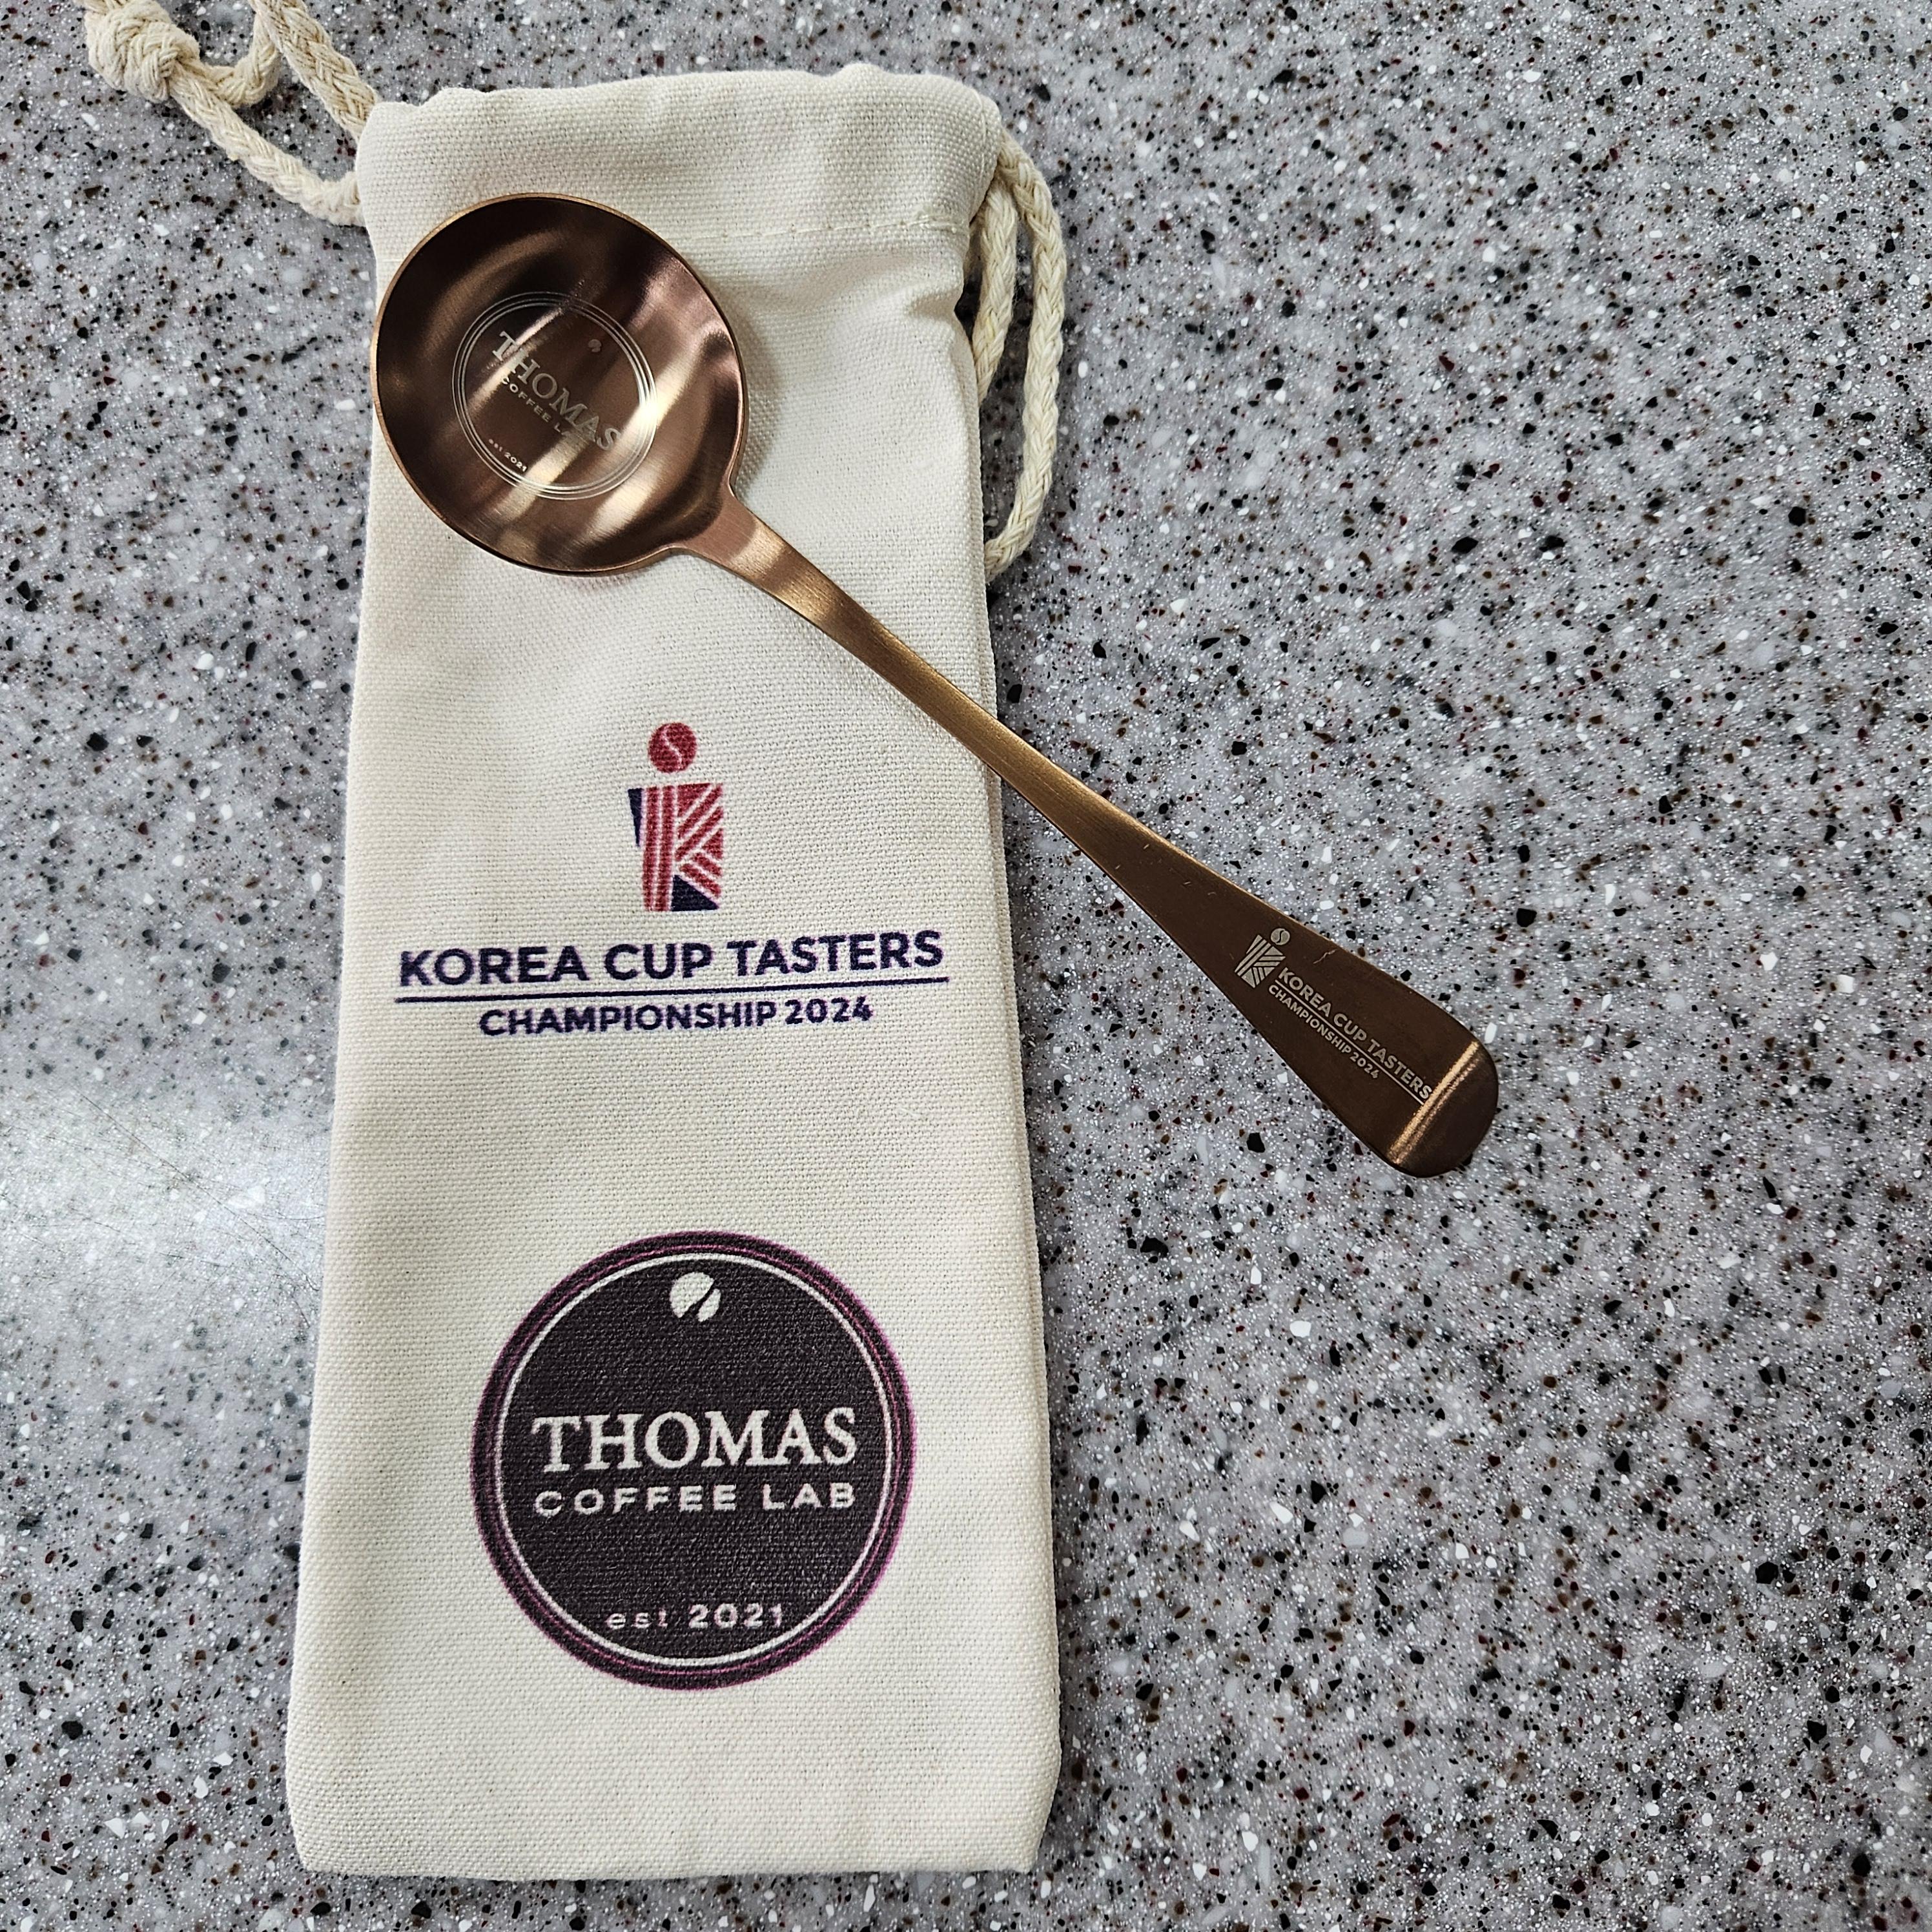 THOMAS
COFFEE LAB
est 2021
KOREA CUP TASTERS
CHAMPIONSHIP 2024
KOREA CUP TASTERS
CHAMPIONSHIP 2024
THOMAS
COFFEE LAB
est 2021